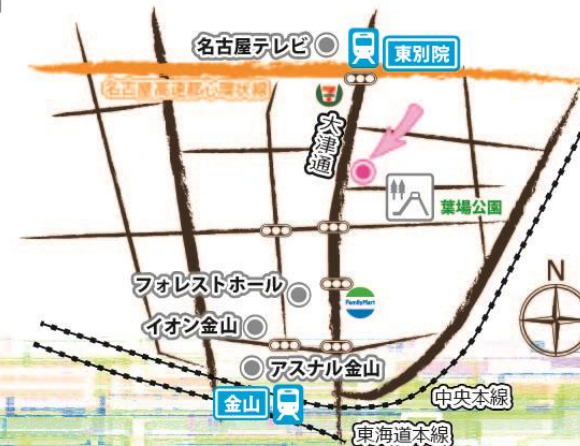 名古屋テレビ
東別院
名古屋高速都心環状線
7
大津通
葉場公園
フォレストホール
FamilyMart
N
イオン金山
アスナル金山
金山
中央本線
東海道本線